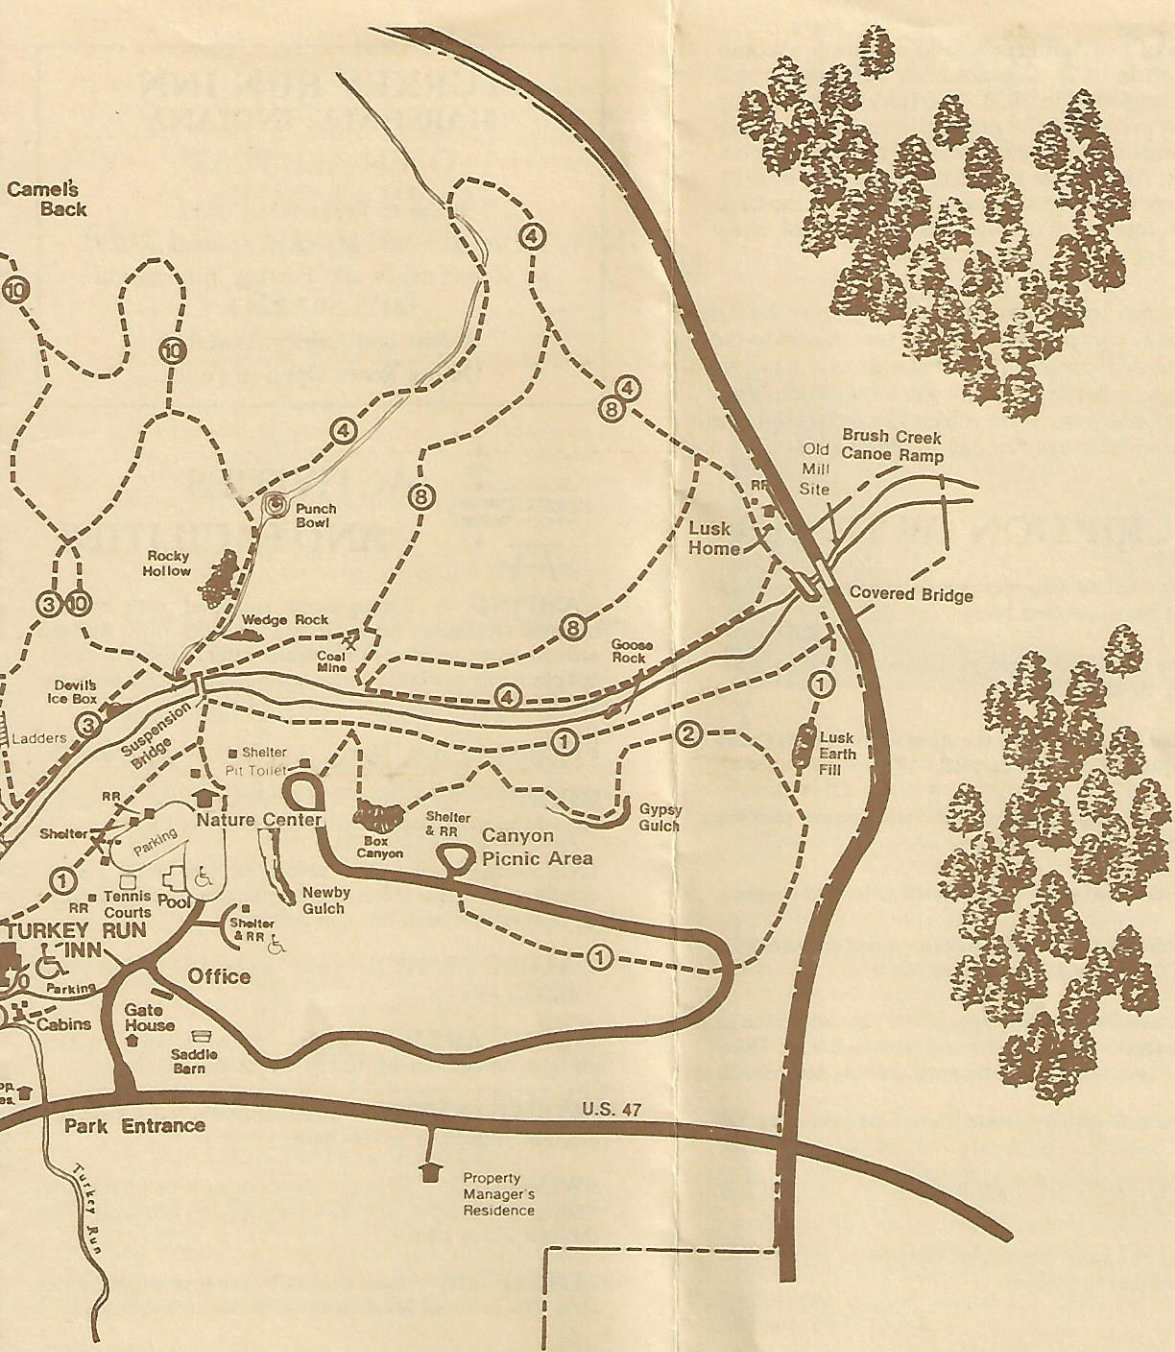 Camel's
Back
10
10
4
4
4
8
8
Punch
Bowl
Rocky
Hollow
3
10
Wedge Rock
Coal
Mine
Devil's
Ice Box
3
Ladders
Suspension
Bridge
8
Goose
Rock
4
1
2
1
Lusk
Earth
Fill
RR
Old
Mill
Site
Brush Creek
Canoe Ramp
Lusk
Home
Covered Bridge
Shelter
Pit Toilet
RR
Shelter
Nature Center
Parking
Box
Canyon
Shelter
& RR
Canyon
Picnic Area
Gypsy
Gulch
1
RR
Tennis
Courts
Pool
Newby
Gulch
Shelter
& RR
TURKEY RUN
INN
Parking
Office
1
Cabins
Gate
House
Saddle
Barn
Park Entrance
U.S. 47
Property
Manager's
Residence
Turkey Run